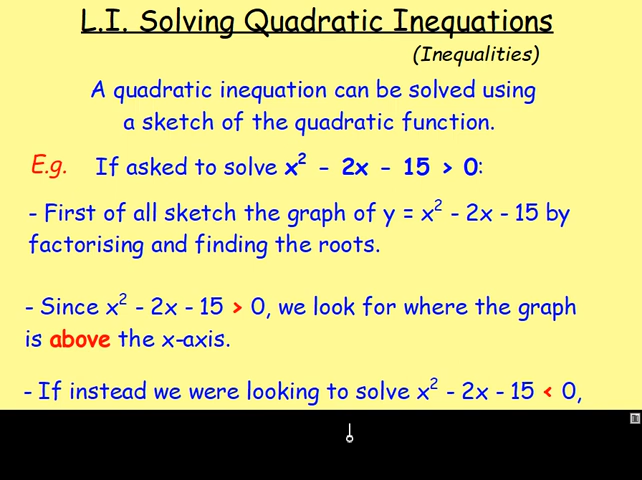 L.I. Solving Quadratic Inequations
(Inequalities)
A quadratic inequation can be solved using
a sketch of the quadratic function.
E.g. If asked to solve x² - 2x - 15 > 0:
- First of all sketch the graph of y = x² - 2x - 15 by
factorising and finding the roots.
- Since x² - 2x - 15 > 0, we look for where the graph
is above the x-axis.
- If instead we were looking to solve x² - 2x - 15 < 0,